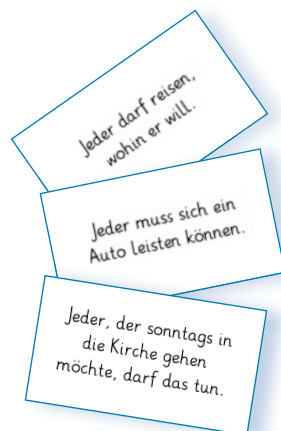 Jeder darf reisen,
wohin er will.
Jeder muss sich ein
Auto leisten können.
Jeder, der sonntags in
die Kirche gehen
möchte, darf das tun.